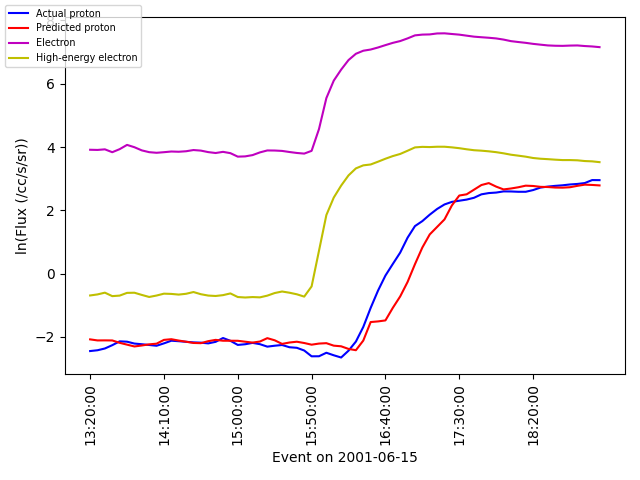 Actual proton
Predicted proton
Electron
High-energy electron
8
6
4
2
0
−2
ln(Flux (/cc/s/sr))
13:20:00
14:10:00
15:00:00
15:50:00
16:40:00
17:30:00
18:20:00
Event on 2001-06-15